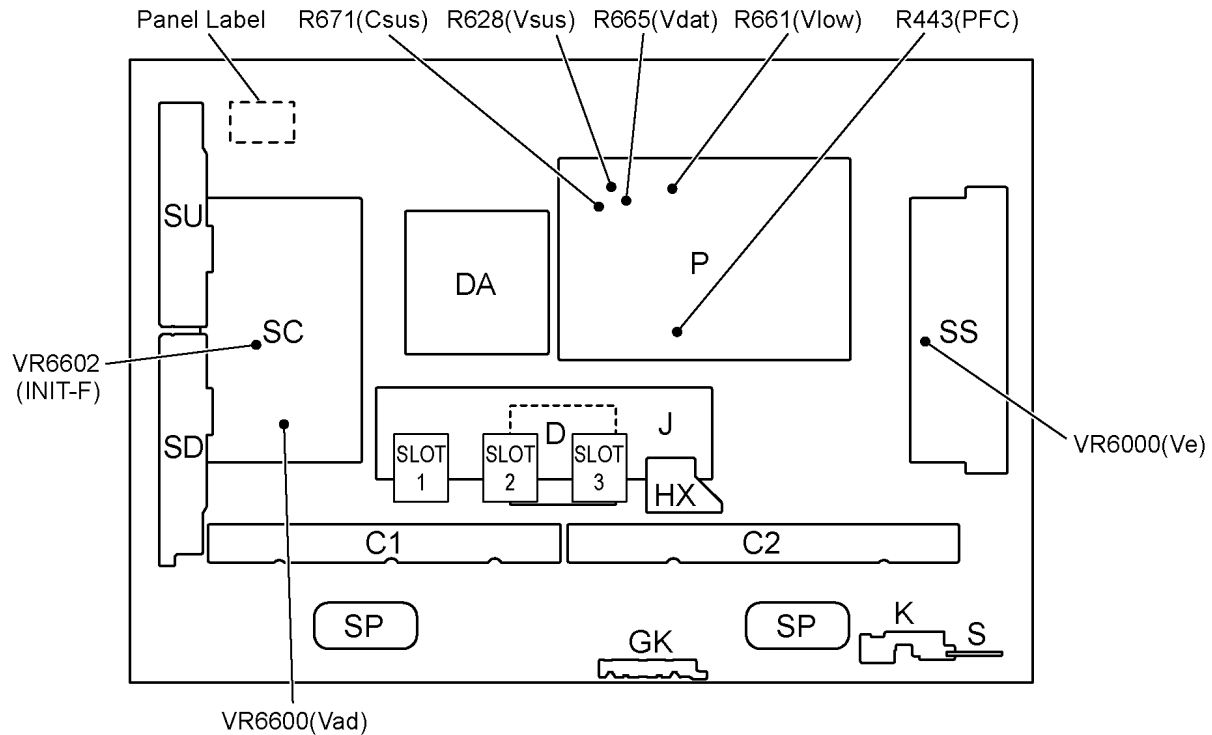 Panel Label
R671(Csus)
R628(Vsus)
R665(Vdat)
R661(Vlow)
R443(PFC)
SU
DA
P
SC
SS
VR6602
(INIT-F)
SD
D
J
SLOT
1
SLOT
2
SLOT
3
HX
VR6000(Ve)
C1
C2
SP
SP
GK
K
S
VR6600(Vad)